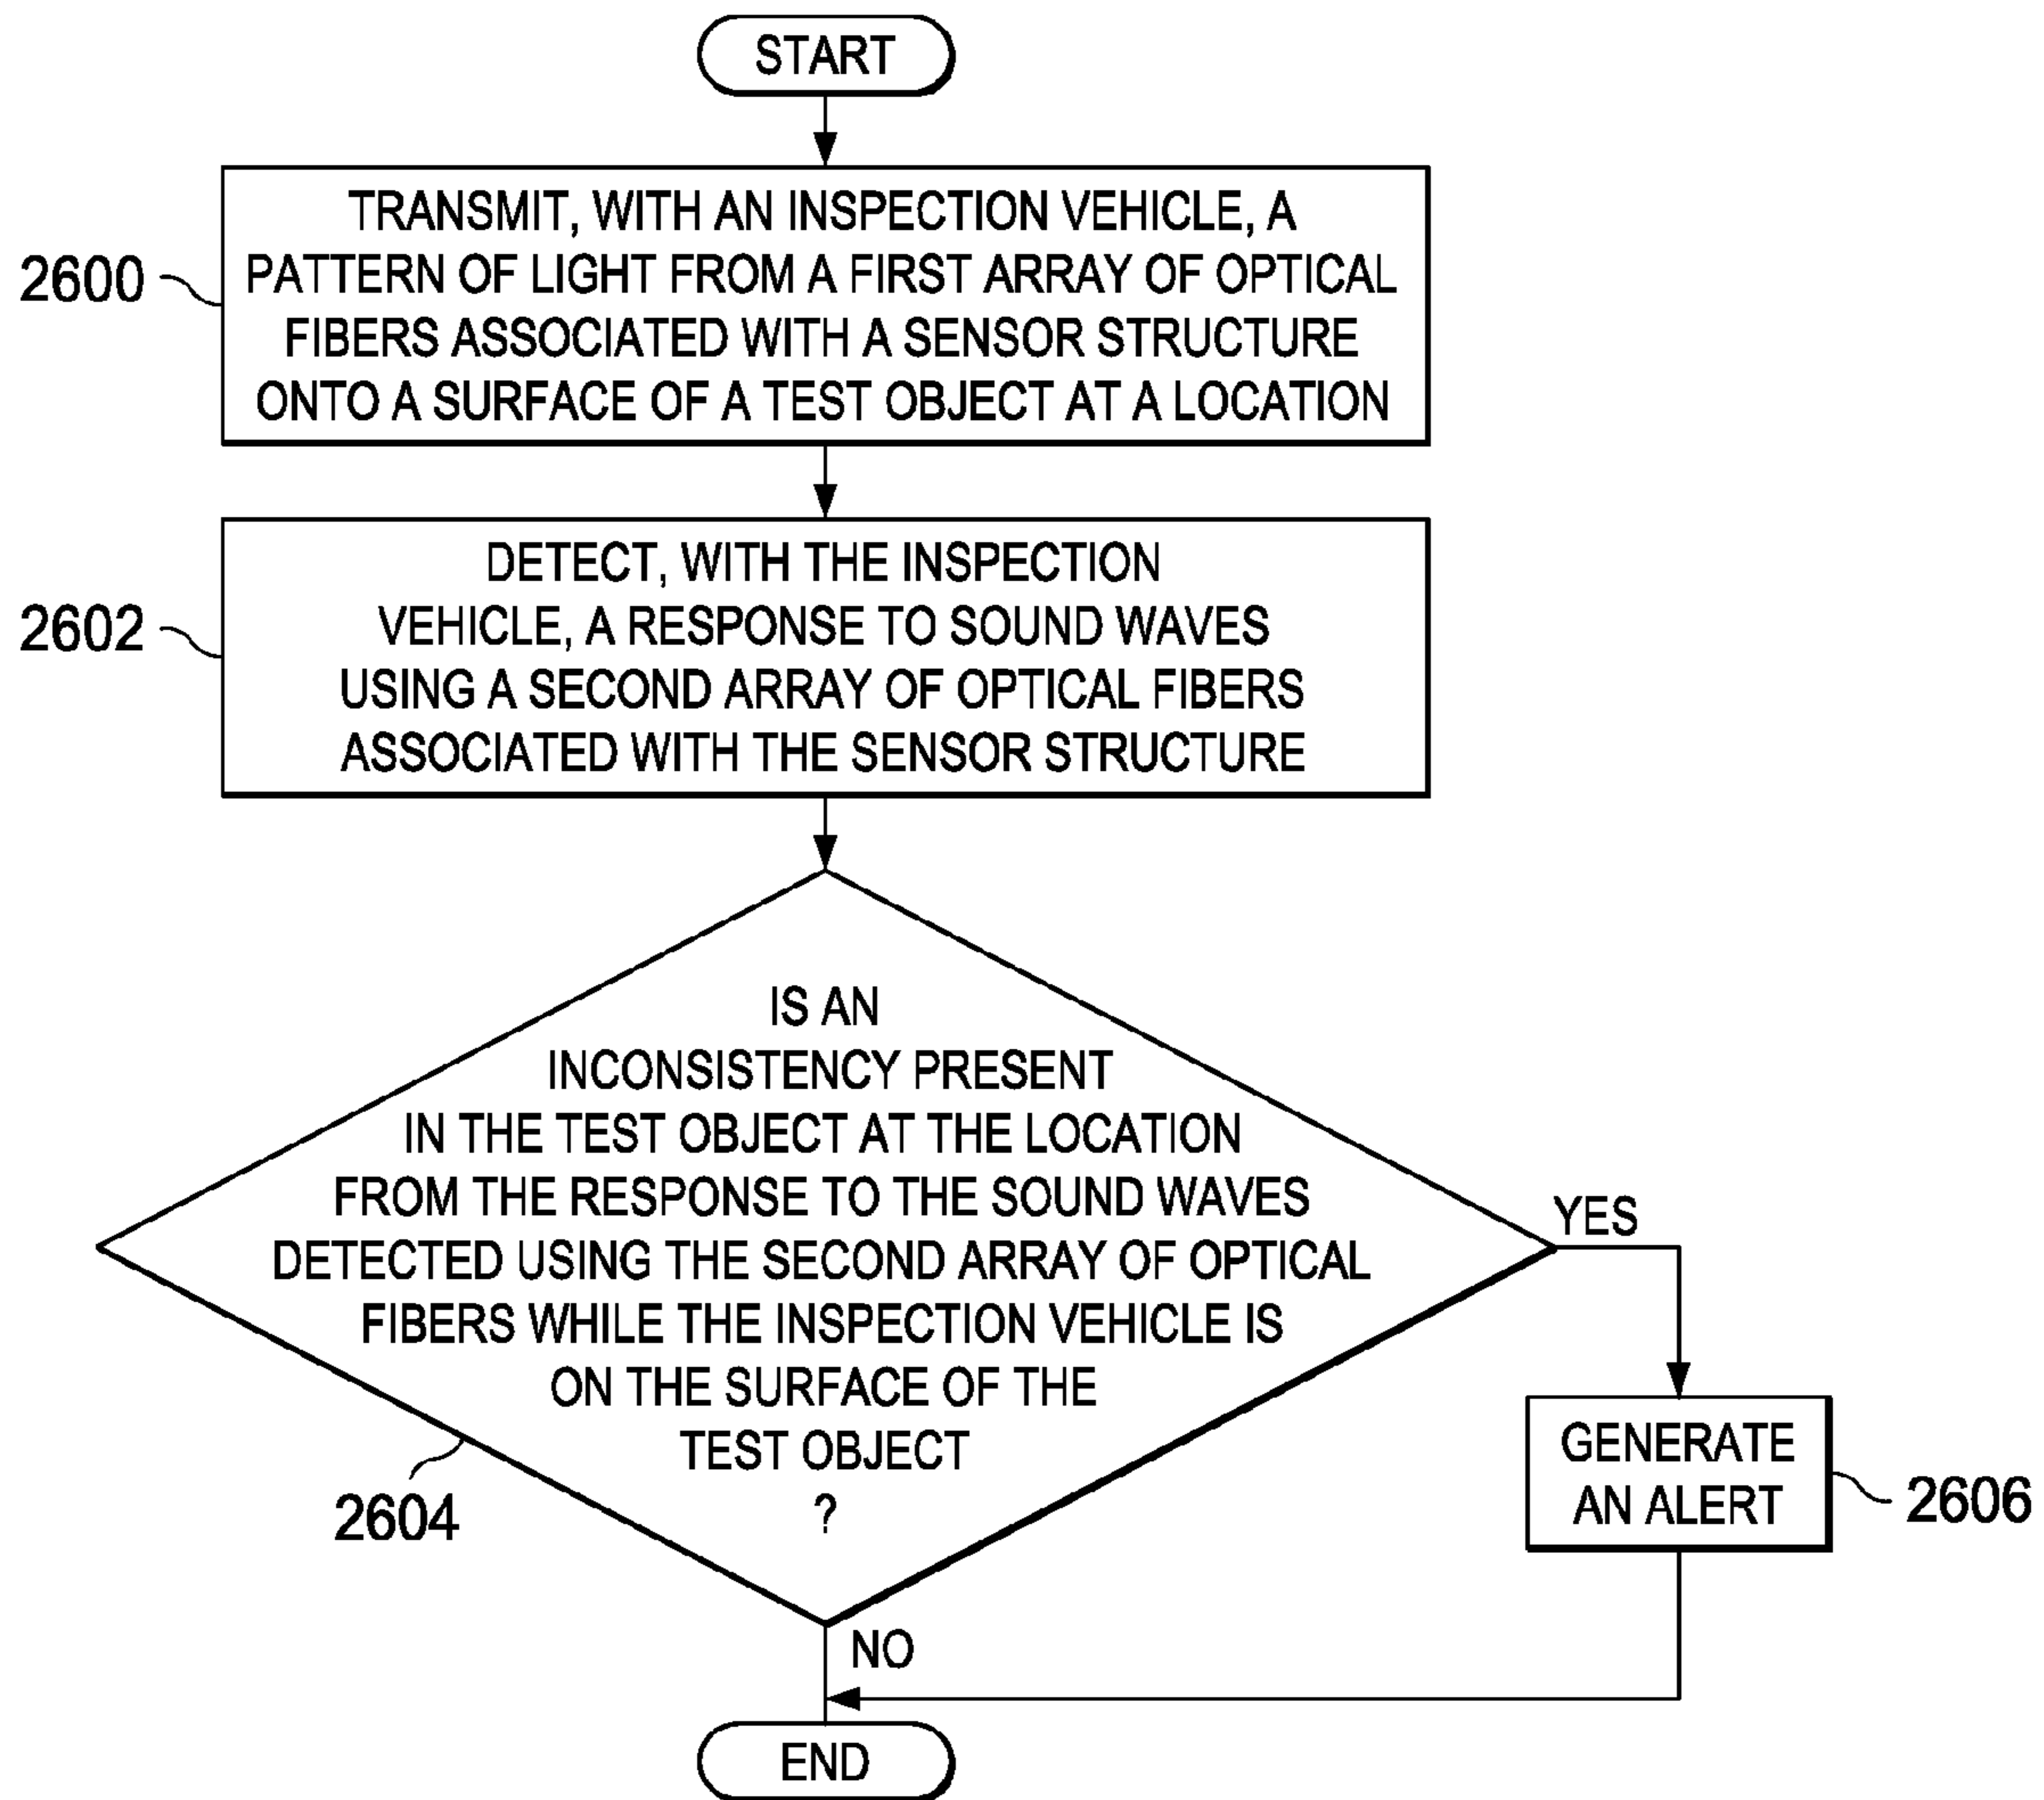 START
2600
TRANSMIT, WITH AN INSPECTION VEHICLE, A
PATTERN OF LIGHT FROM A FIRST ARRAY OF OPTICAL
FIBERS ASSOCIATED WITH A SENSOR STRUCTURE
ONTO A SURFACE OF A TEST OBJECT AT A LOCATION
2602
DETECT, WITH THE INSPECTION
VEHICLE, A RESPONSE TO SOUND WAVES
USING A SECOND ARRAY OF OPTICAL FIBERS
ASSOCIATED WITH THE SENSOR STRUCTURE
IS AN
INCONSISTENCY PRESENT
IN THE TEST OBJECT AT THE LOCATION
FROM THE RESPONSE TO THE SOUND WAVES
DETECTED USING THE SECOND ARRAY OF OPTICAL
FIBERS WHILE THE INSPECTION VEHICLE IS
ON THE SURFACE OF THE
TEST OBJECT
?
2604
YES
GENERATE
AN ALERT
2606
NO
END